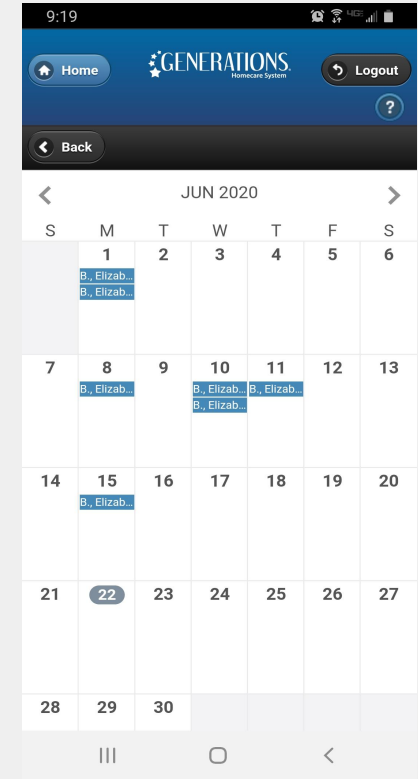 9:19 4GE
Home GENERATIONS. Logout
Homecare System
?
Back
JUN 2020
S M T W T F S
1 2 3 4 5 6
B., Elizab...
B., Elizab...
7 8 9 10 11 12 13
B., Elizab... B., Elizab... B., Elizab...
B., Elizab...
14 15 16 17 18 19 20
B., Elizab...
21 22 23 24 25 26 27
28 29 30